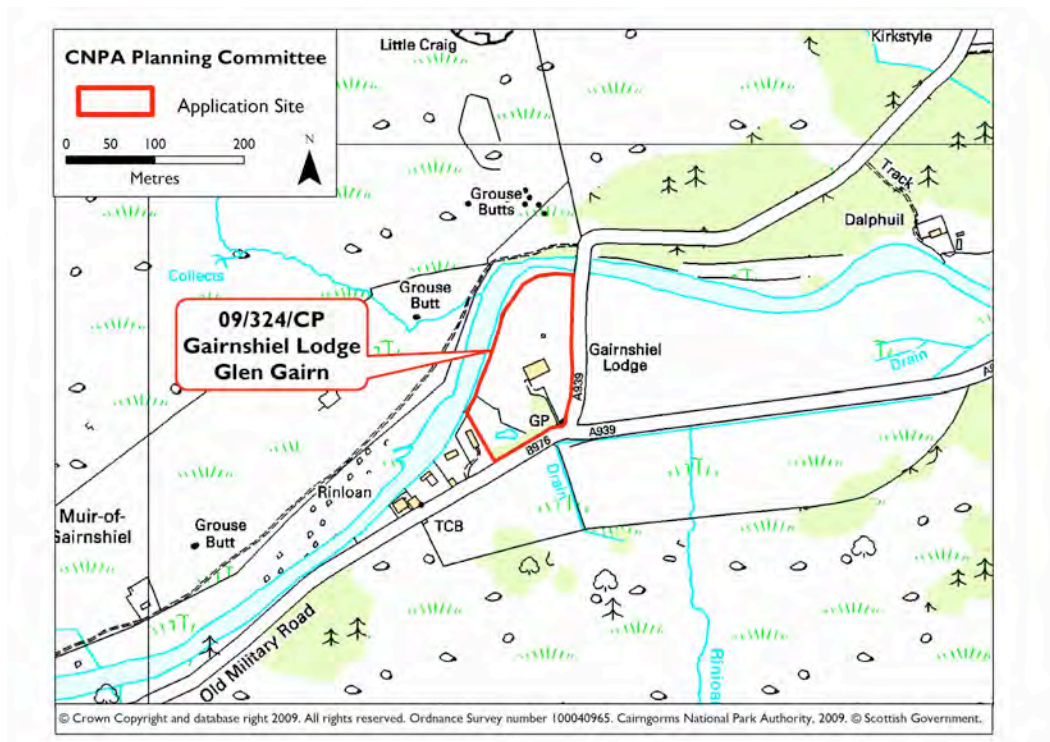 CNPA Planning Committee
Application Site
0 50 100 200
Metres
N
Little Craig
Kirkstyle
Grouse
Butts
Track
Dalphuil
Collects
Grouse
Butt
09/324/CP
Gairnshiel Lodge
Glen Gairn
Gairnshiel
Lodge
Drain
A939
GP
A939
B976
Drain
Rinloan
TCB
Muir-of-
Gairnshiel
Grouse
Butt
Old Military Road
© Crown Copyright and database right 2009. All rights reserved. Ordnance Survey number 100040965. Cairngorms National Park Authority, 2009. © Scottish Government.